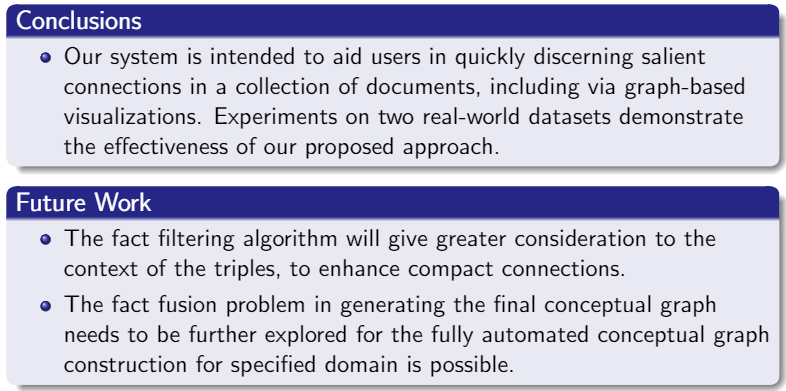 Conclusions
Our system is intended to aid users in quickly discerning salient
connections in a collection of documents, including via graph-based
visualizations. Experiments on two real-world datasets demonstrate
the effectiveness of our proposed approach.
Future Work
The fact filtering algorithm will give greater consideration to the
context of the triples, to enhance compact connections.
The fact fusion problem in generating the final conceptual graph
needs to be further explored for the fully automated conceptual graph
construction for specified domain is possible.